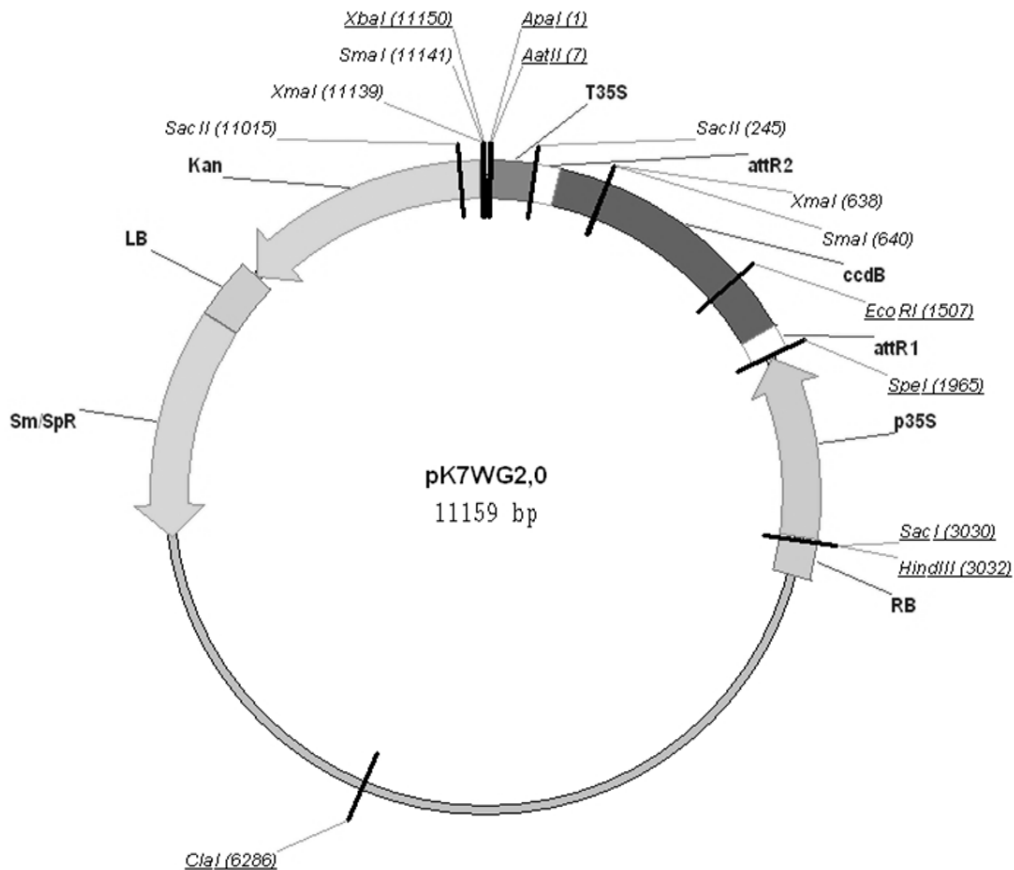 XbaI (11150)
ApaI (1)
SmaI (11141)
AatII (7)
XmaI (11139)
T35S
SacII (11015)
SacII (245)
Kan
attR2
XmaI (638)
LB
SmaI (640)
ccdB
EcoRI (1507)
attR1
SpeI (1965)
Sm/SpR
p35S
pK7WG2,0
11159 bp
SacI (3030)
HindIII (3032)
RB
ClaI (6286)